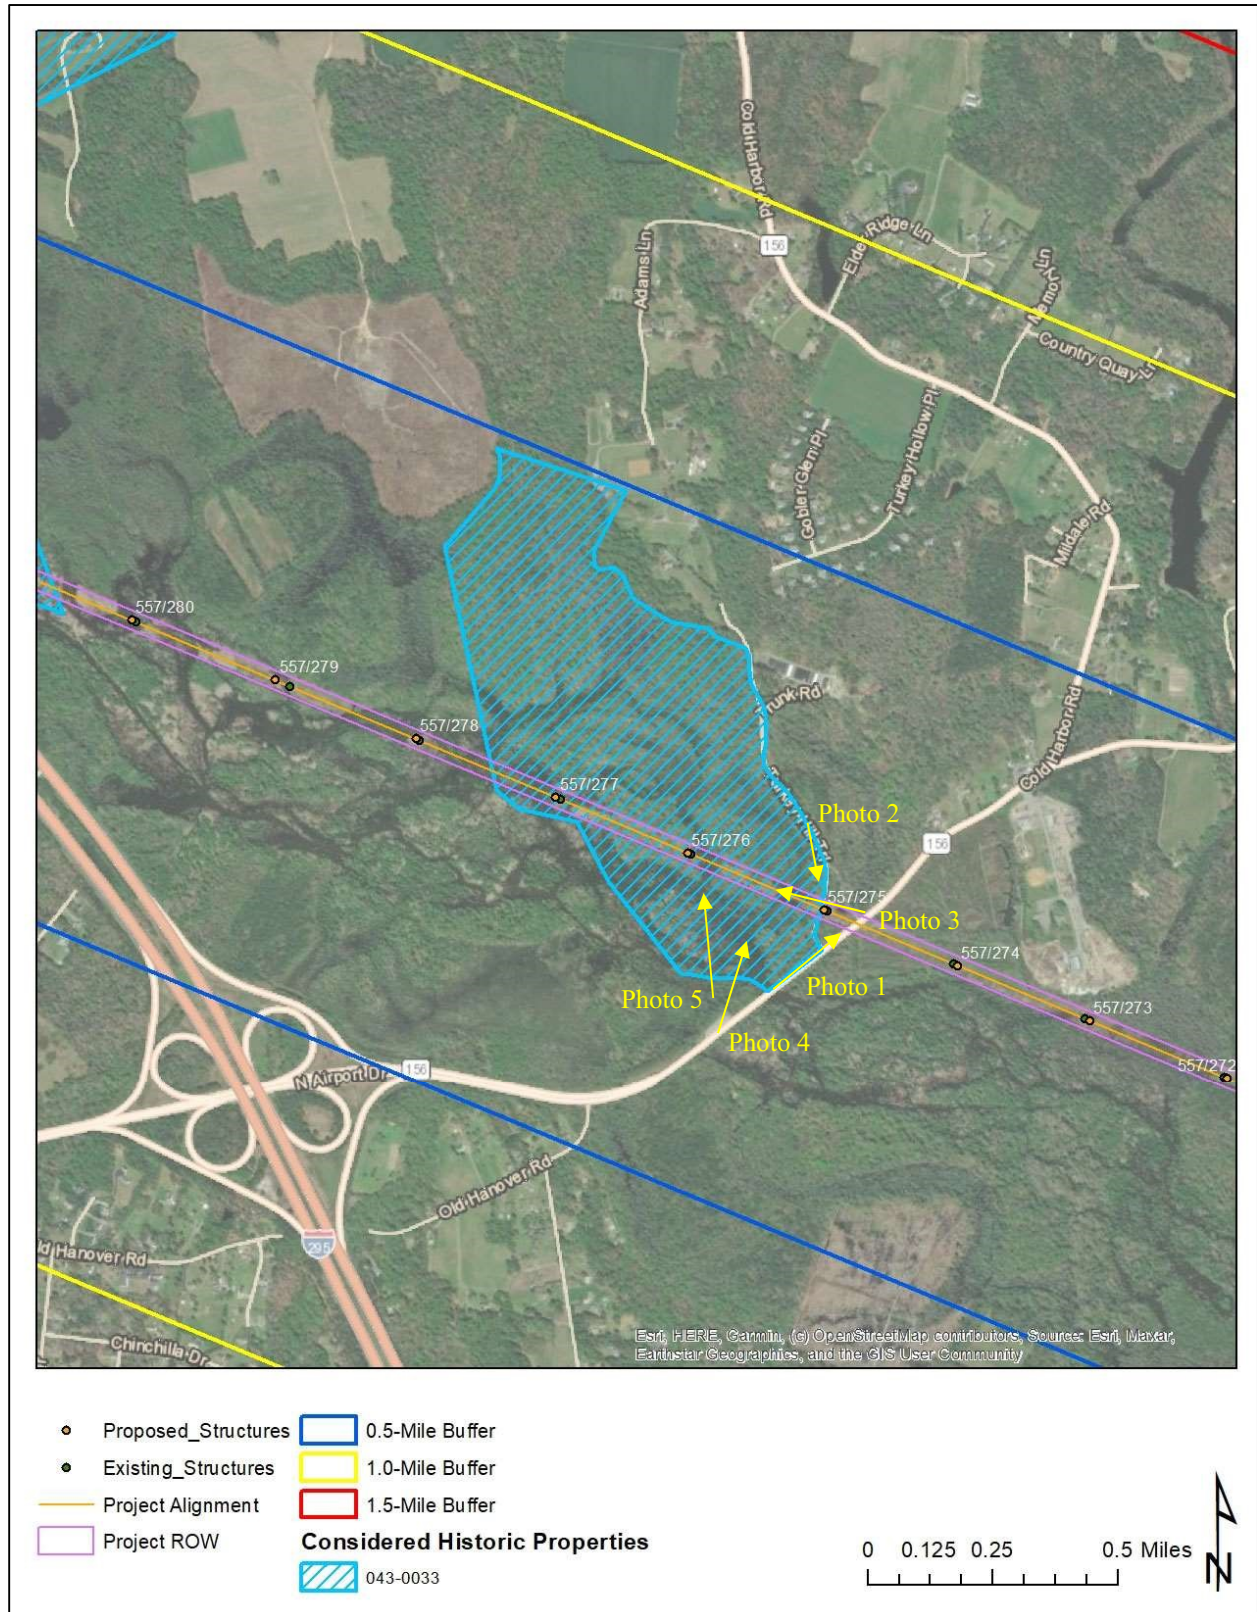 Cold Harbor Rd
156
Elder Ridge Ln
Nemo Ln
Adams Ln
Country Quay Ln
Gobler Glen Pl
Turkey Hollow Pl
Mildale Rd
557/280
557/279
557/278
Trunk Rd
Cold Harbor Rd
557/277
Photo 2
156
557/276
557/275
Photo 3
557/274
Photo 5
Photo 1
557/273
Photo 4
156
N Airport Dr
557/272
Old Hanover Rd
295
ld Hanover Rd
Chinchilla Dr
Esri, HERE, Garmin, (c) OpenStreetMap contributors, Source: Esri, Maxar,
Earthstar Geographics, and the GIS User Community
Proposed_Structures
0.5-Mile Buffer
Existing_Structures
1.0-Mile Buffer
Project Alignment
1.5-Mile Buffer
Project ROW
Considered Historic Properties
043-0033
0 0.125 0.25 0.5 Miles
N